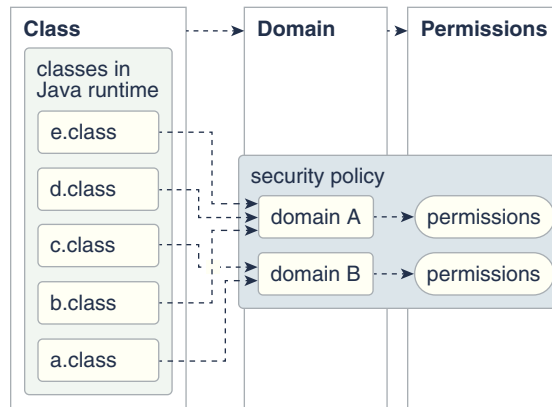 Class
Domain
Permissions
classes in
Java runtime
e.class
d.class
c.class
b.class
a.class
security policy
domain A
permissions
domain B
permissions